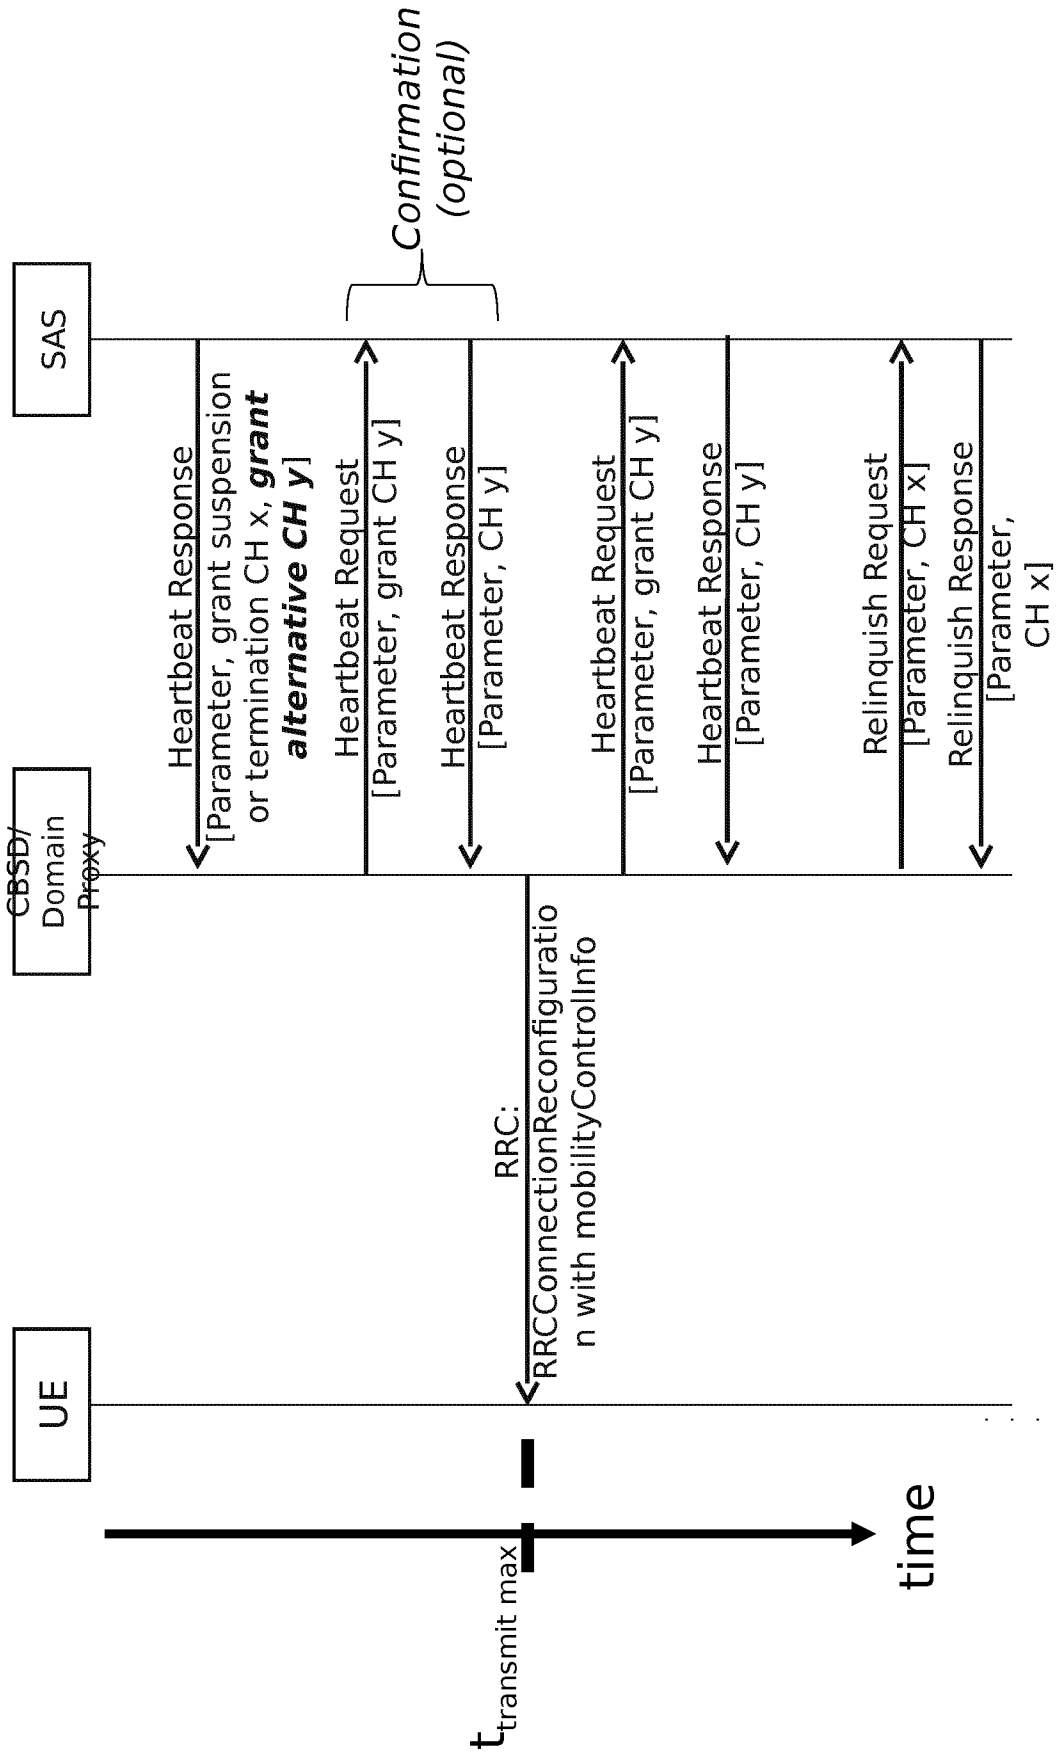 UE
CBSD/
Domain
Proxy
SAS
Heartbeat Response
[Parameter, grant suspension
or termination CH x, grant
alternative CH y]
Heartbeat Request
[Parameter, grant CH y]
Confirmation
(optional)
Heartbeat Response
[Parameter, CH y]
t transmit max
RRC:
RRCConnectionReconfiguratio
n with mobilityControlInfo
Heartbeat Request
[Parameter, grant CH y]
Heartbeat Response
[Parameter, CH y]
Relinquish Request
[Parameter, CH x]
Relinquish Response
[Parameter,
CH x]
time
. . .